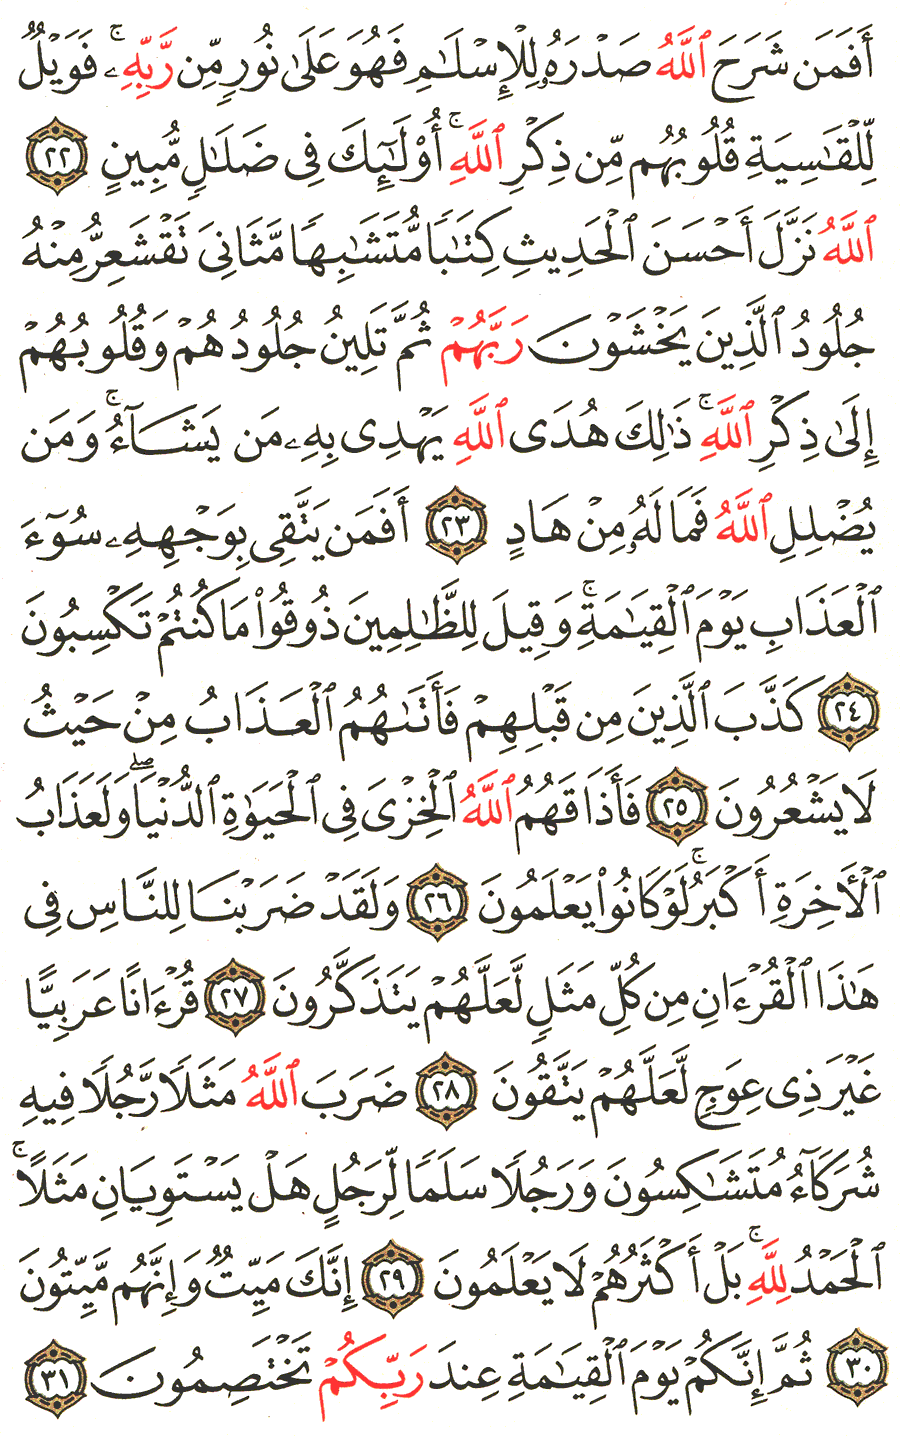 أَفَمَن شَرَحَ ٱللَّهُ صَدْرَهُۥ لِلْإِسْلَٰمِ فَهُوَ عَلَىٰ نُورٍ مِّن رَّبِّهِۦ ۚ فَوَيْلٌ
لِّلْقَٰسِيَةِ قُلُوبُهُم مِّن ذِكْرِ ٱللَّهِ ۚ أُو۟لَٰٓئِكَ فِى ضَلَٰلٍ مُّبِينٍ ٢٢
ٱللَّهُ نَزَّلَ أَحْسَنَ ٱلْحَدِيثِ كِتَٰبًا مُّتَشَٰبِهًا مَّثَانِىَ تَقْشَعِرُّ مِنْهُ
جُلُودُ ٱلَّذِينَ يَخْشَوْنَ رَبَّهُمْ ثُمَّ تَلِينُ جُلُودُهُمْ وَقُلُوبُهُمْ
إِلَىٰ ذِكْرِ ٱللَّهِ ۚ ذَٰلِكَ هُدَى ٱللَّهِ يَهْدِى بِهِۦ مَن يَشَآءُ ۚ وَمَن
يُضْلِلِ ٱللَّهُ فَمَا لَهُۥ مِنْ هَادٍ ٢٣ أَفَمَن يَتَّقِى بِوَجْهِهِۦ سُوٓءَ
ٱلْعَذَابِ يَوْمَ ٱلْقِيَٰمَةِ ۚ وَقِيلَ لِلظَّٰلِمِينَ ذُوقُوا۟ مَا كُنتُمْ تَكْسِبُونَ
٢٤ كَذَّبَ ٱلَّذِينَ مِن قَبْلِهِمْ فَأَتَىٰهُمُ ٱلْعَذَابُ مِنْ حَيْثُ
لَا يَشْعُرُونَ ٢٥ فَأَذَاقَهُمُ ٱللَّهُ ٱلْخِزْىَ فِى ٱلْحَيَوٰةِ ٱلدُّنْيَا ۖ وَلَعَذَابُ
ٱلْءَاخِرَةِ أَكْبَرُ ۚ لَوْ كَانُوا۟ يَعْلَمُونَ ٢٦ وَلَقَدْ ضَرَبْنَا لِلنَّاسِ فِى
هَٰذَا ٱلْقُرْءَانِ مِن كُلِّ مَثَلٍ لَّعَلَّهُمْ يَتَذَكَّرُونَ ٢٧ قُرْءَانًا عَرَبِيًّا
غَيْرَ ذِى عِوَجٍ لَّعَلَّهُمْ يَتَّقُونَ ٢٨ ضَرَبَ ٱللَّهُ مَثَلًا رَّجُلًا فِيهِ
شُرَكَآءُ مُتَشَٰكِسُونَ وَرَجُلًا سَلَمًا لِّرَجُلٍ هَلْ يَسْتَوِيَانِ مَثَلًا ۚ
ٱلْحَمْدُ لِلَّهِ ۚ بَلْ أَكْثَرُهُمْ لَا يَعْلَمُونَ ٢٩ إِنَّكَ مَيِّتٌ وَإِنَّهُم مَّيِّتُونَ
٣٠ ثُمَّ إِنَّكُمْ يَوْمَ ٱلْقِيَٰمَةِ عِندَ رَبِّكُمْ تَخْتَصِمُونَ ٣١